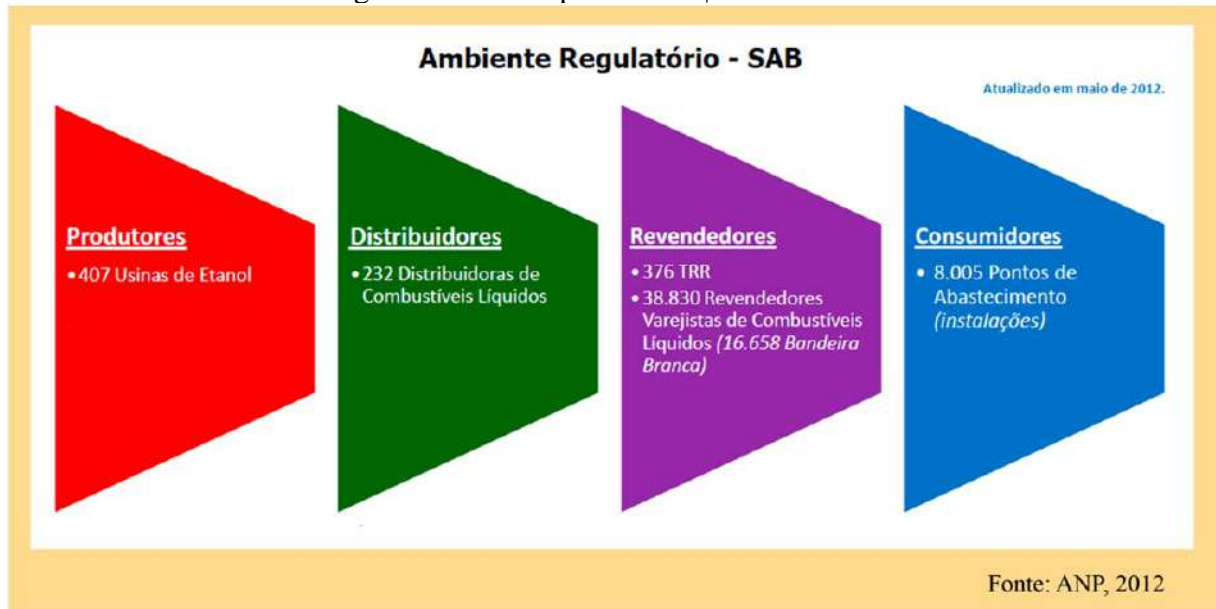 Ambiente Regulatório - SAB
Atualizado em maio de 2012.
Produtores
•407 Usinas de Etanol
Distribuidores
•232 Distribuidoras de
Combustíveis Líquidos
Revendedores
•376 TRR
•38.830 Revendedores
Varejistas de Combustíveis
Líquidos (16.658 Bandeira
Branca)
Consumidores
• 8.005 Pontos de
Abastecimento
(instalações)
Fonte: ANP, 2012